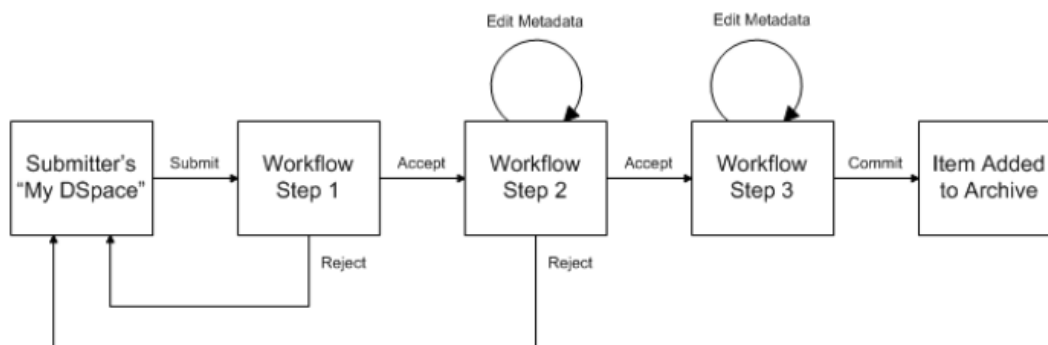 Edit Metadata
Edit Metadata
Submitter's
“My DSpace”
Submit
Workflow
Step 1
Accept
Workflow
Step 2
Accept
Workflow
Step 3
Commit
Item Added
to Archive
Reject
Reject